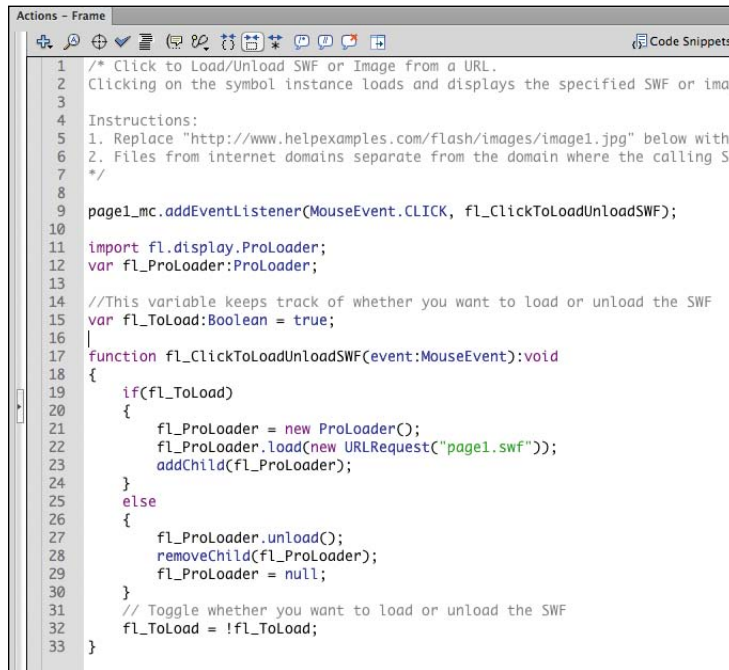 Actions – Frame
Code Snippets
1 /* Click to Load/Unload SWF or Image from a URL.
2 Clicking on the symbol instance loads and displays the specified SWF or ima
3
4 Instructions:
5 1. Replace "http://www.helpexamples.com/flash/images/image1.jpg" below with
6 2. Files from internet domains separate from the domain where the calling S
7 */
8
9 page1_mc.addEventListener(MouseEvent.CLICK, fl_ClickToLoadUnloadSWF);
10
11 import fl.display.ProLoader;
12 var fl_ProLoader:ProLoader;
13
14 //This variable keeps track of whether you want to load or unload the SWF
15 var fl_ToLoad:Boolean = true;
16
17 function fl_ClickToLoadUnloadSWF(event:MouseEvent):void
18 {
19 if(fl_ToLoad)
20 {
21 fl_ProLoader = new ProLoader();
22 fl_ProLoader.load(new URLRequest("page1.swf"));
23 addChild(fl_ProLoader);
24 }
25 else
26 {
27 fl_ProLoader.unload();
28 removeChild(fl_ProLoader);
29 fl_ProLoader = null;
30 }
31 // Toggle whether you want to load or unload the SWF
32 fl_ToLoad = !fl_ToLoad;
33 }